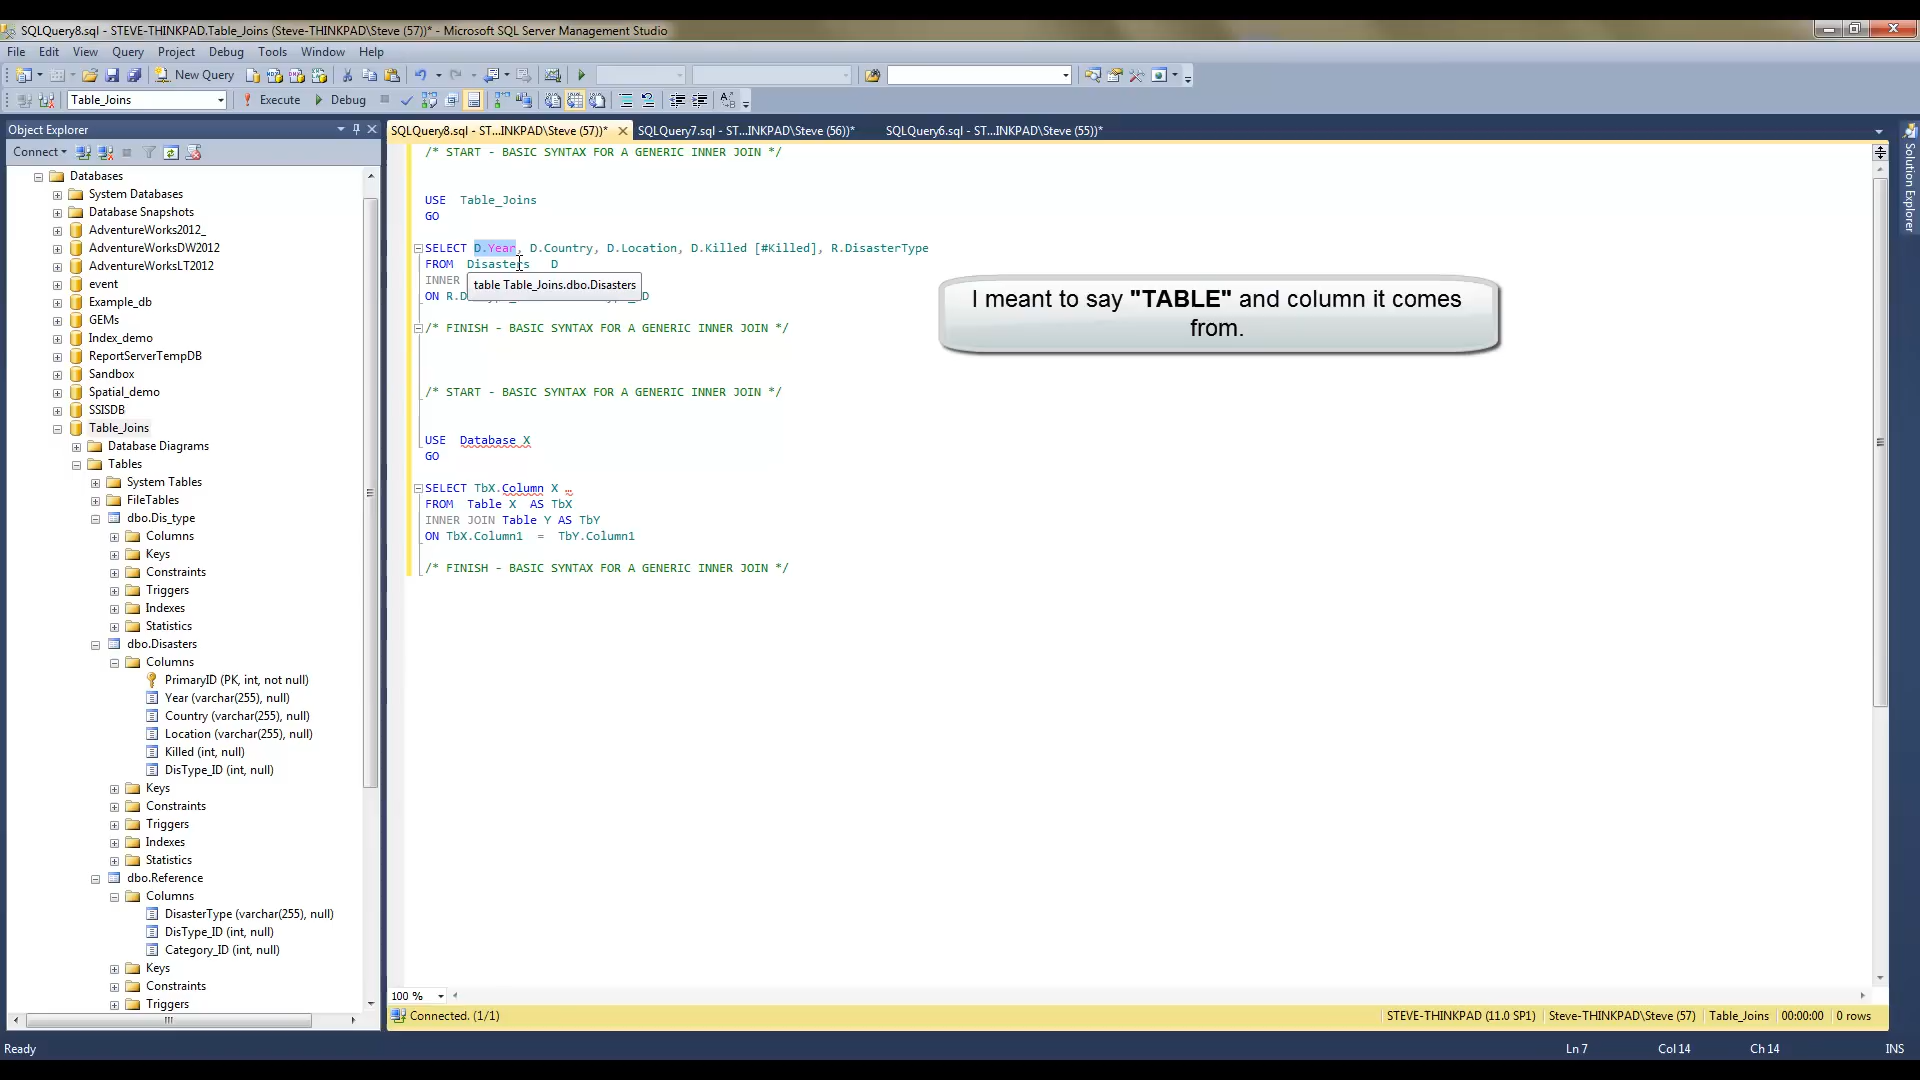 SQLQuery8.sql - STEVE-THINKPAD.Table_Joins (Steve-THINKPAD\Steve (57))* - Microsoft SQL Server Management Studio
File Edit View Query Project Debug Tools Window Help
New Query
Table_Joins Execute Debug
Object Explorer
Connect
Databases
System Databases
Database Snapshots
AdventureWorks2012_
AdventureWorksDW2012
AdventureWorksLT2012
event
Example_db
GEMs
Index_demo
ReportServerTempDB
Sandbox
Spatial_demo
SSISDB
Table_Joins
Database Diagrams
Tables
System Tables
FileTables
dbo.Dis_type
Columns
Keys
Constraints
Triggers
Indexes
Statistics
dbo.Disasters
Columns
PrimaryID (PK, int, not null)
Year (varchar(255), null)
Country (varchar(255), null)
Location (varchar(255), null)
Killed (int, null)
DisType_ID (int, null)
Keys
Constraints
Triggers
Indexes
Statistics
dbo.Reference
Columns
DisasterType (varchar(255), null)
DisType_ID (int, null)
Category_ID (int, null)
Keys
Constraints
Triggers
SQLQuery8.sql - ST...INKPAD\Steve (57))* SQLQuery7.sql - ST...INKPAD\Steve (56))* SQLQuery6.sql - ST...INKPAD\Steve (55))*
/* START - BASIC SYNTAX FOR A GENERIC INNER JOIN */
USE Table_Joins
GO
SELECT D.Year, D.Country, D.Location, D.Killed [#Killed], R.DisasterType
FROM Disasters D
INNER
table Table_Joins.dbo.Disasters
ON R.D
/* FINISH - BASIC SYNTAX FOR A GENERIC INNER JOIN */
/* START - BASIC SYNTAX FOR A GENERIC INNER JOIN */
USE Database X
GO
SELECT TbX.Column X …
FROM Table X AS TbX
INNER JOIN Table Y AS TbY
ON TbX.Column1 = TbY.Column1
/* FINISH - BASIC SYNTAX FOR A GENERIC INNER JOIN */
I meant to say "TABLE" and column it comes
from.
Solution Explorer
100 %
Connected. (1/1) STEVE-THINKPAD (11.0 SP1) Steve-THINKPAD\Steve (57) Table_Joins 00:00:00 0 rows
Ready Ln 7 Col 14 Ch 14 INS